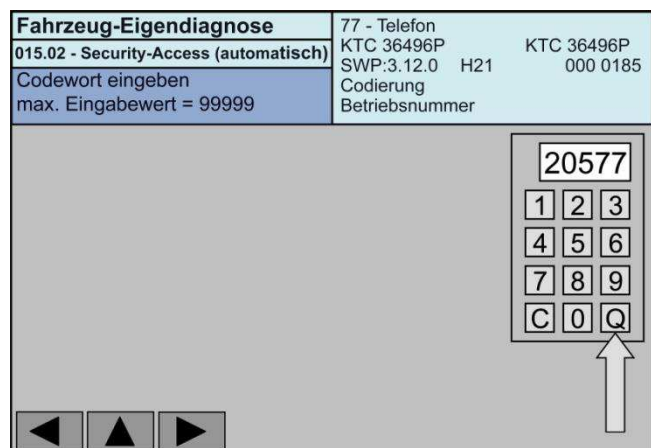 Fahrzeug-Eigendiagnose
015.02 - Security-Access (automatisch)
Codewort eingeben
max. Eingabewert = 99999
77 - Telefon
KTC 36496P KTC 36496P
SWP:3.12.0 H21 000 0185
Codierung
Betriebsnummer
20577
1 2 3
4 5 6
7 8 9
C 0 Q